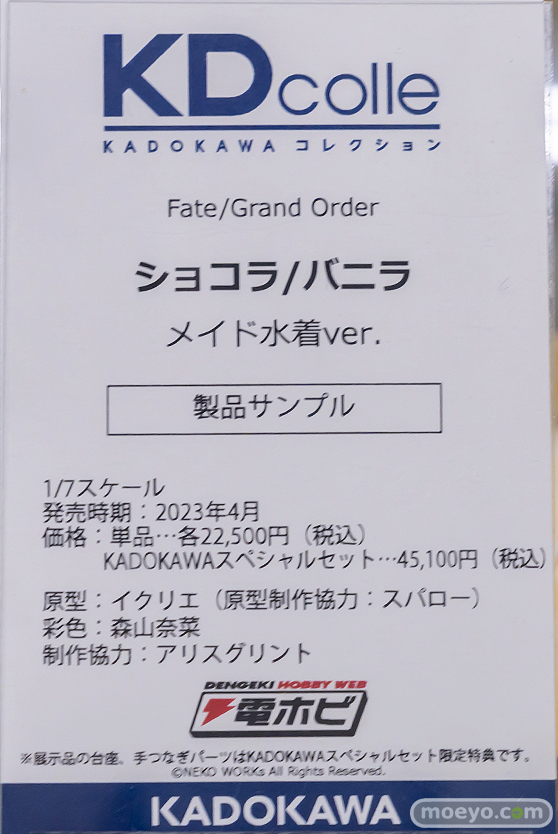 KDcolle
KADOKAWA コレクション
Fate/Grand Order
ショコラ/バニラ
メイド水着ver.
製品サンプル
1/7スケール
発売時期：2023年4月
価格：単品…各22,500円（税込）
KADOKAWAスペシャルセット…45,100円（税込）
原型：イクリエ（原型制作協力：スパロー）
彩色：森山奈菜
制作協力：アリスグリント
DENGEKI HOBBY WEB
電ホビ
※展示品の台座、手つなぎパーツはKADOKAWAスペシャルセット限定特典です。
©NEKO WORKs All Rights Reserved.
KADOKAWA
moeyo.com